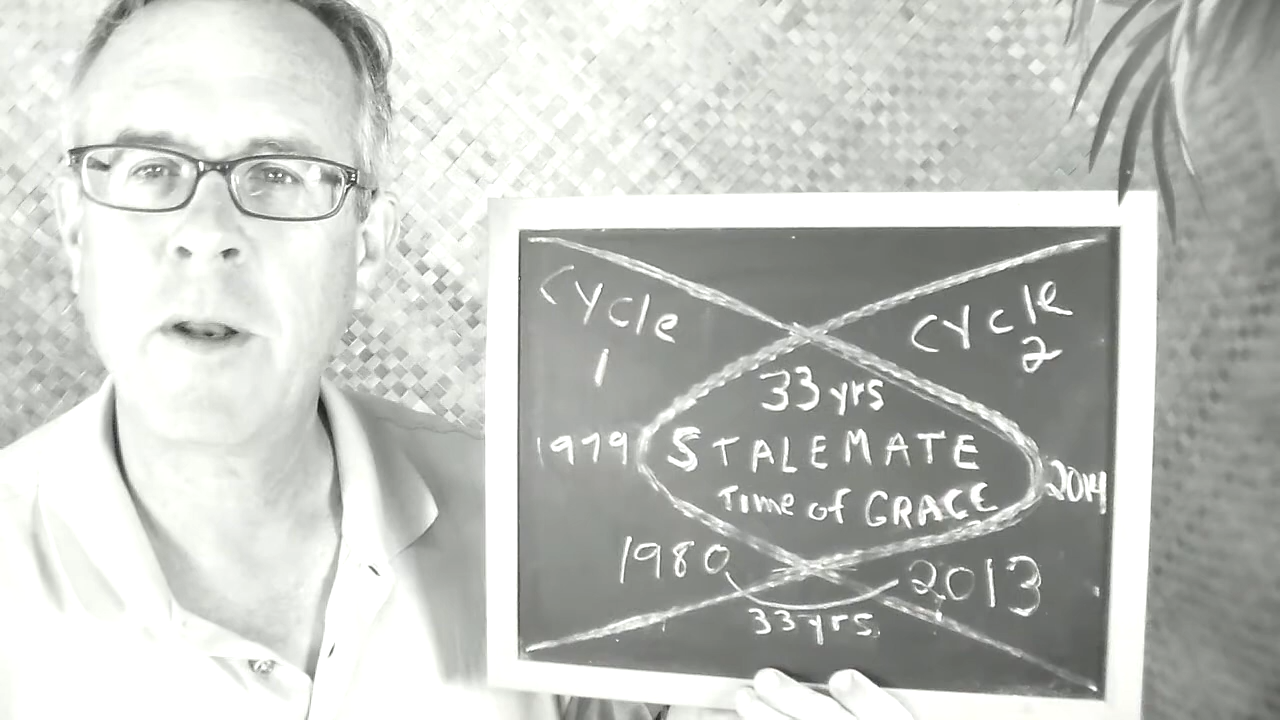 Cycle
1
Cycle
2
33 yrs
1979
STALEMATE
Time of GRACE
2014
1980
2013
33 yrs